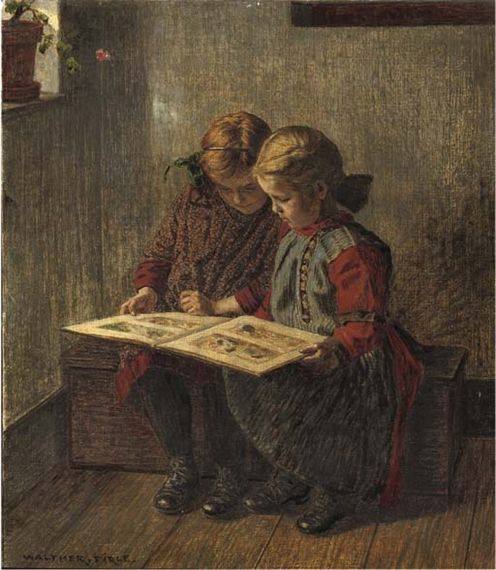 WALTHER . FIRLE .